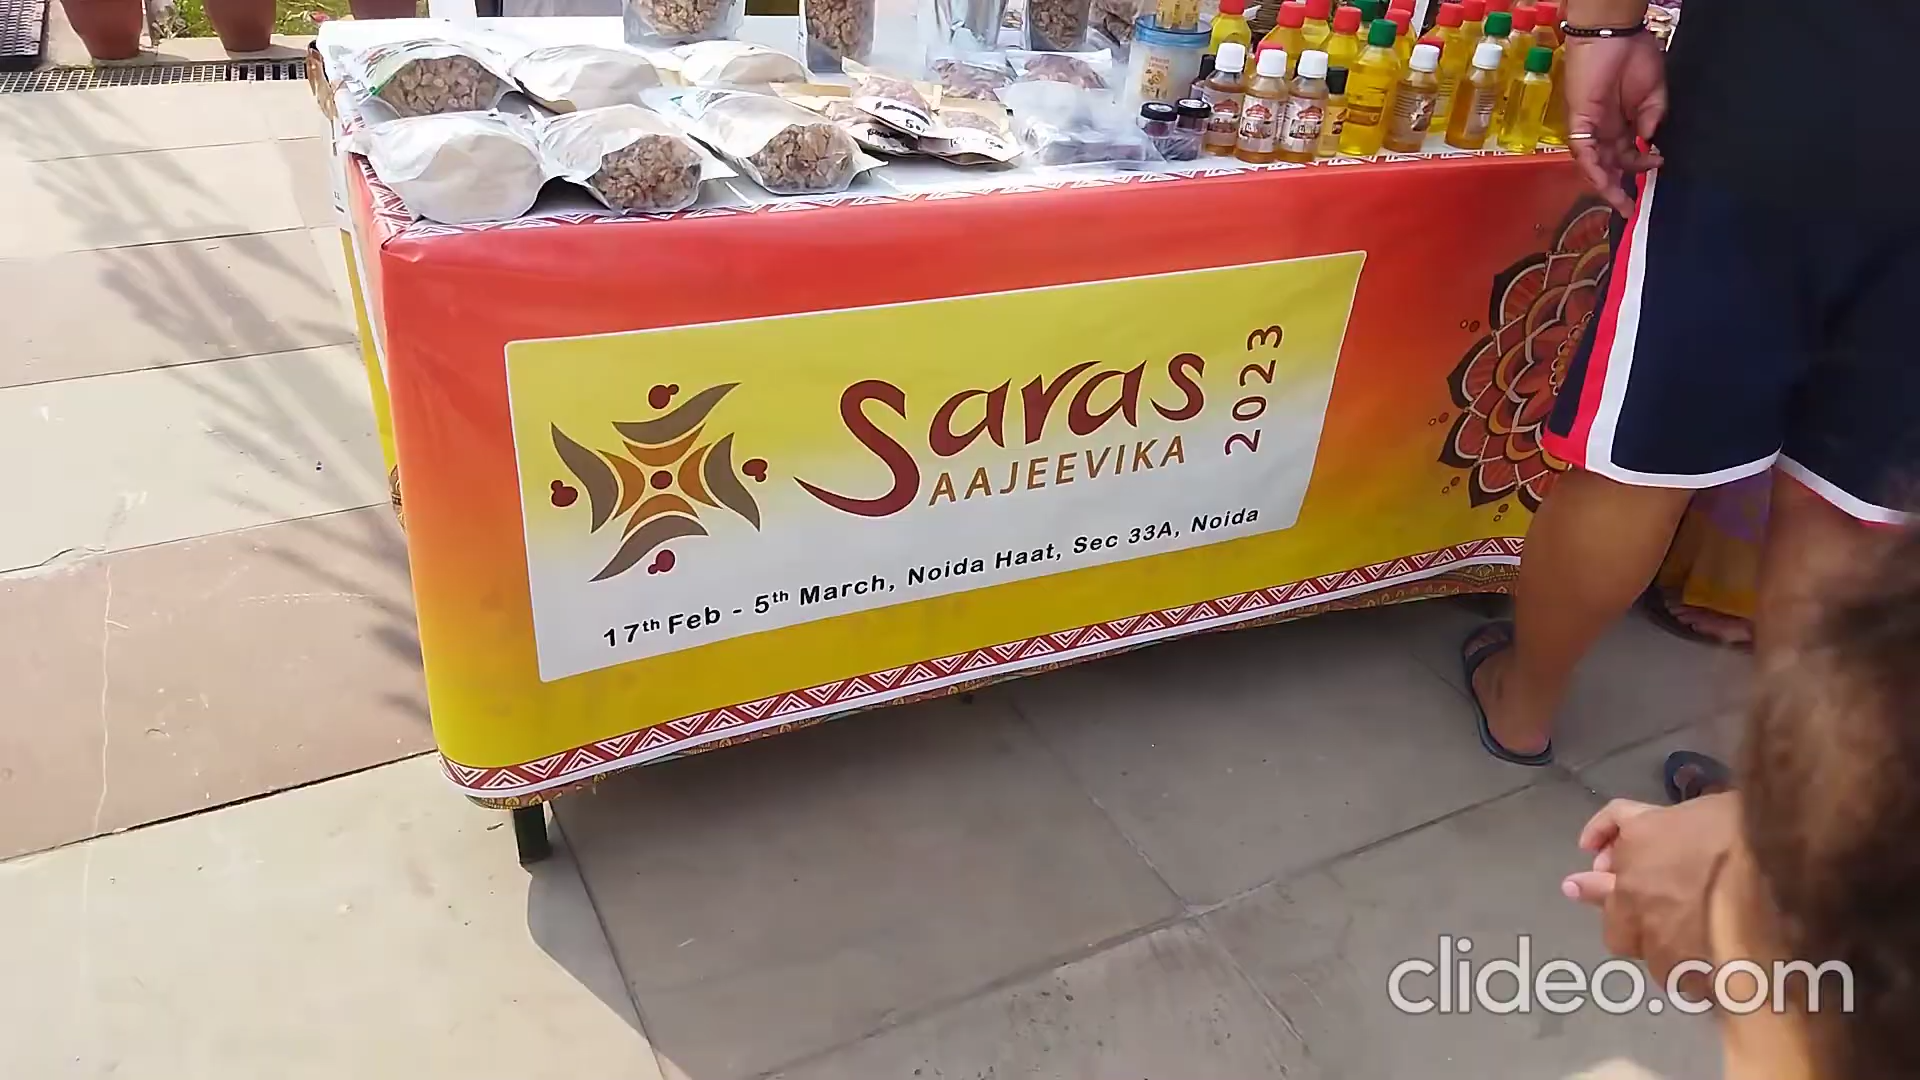 Saras
AAJEEVIKA
2023
17th Feb - 5th March, Noida Haat, Sec 33A, Noida
clideo.com